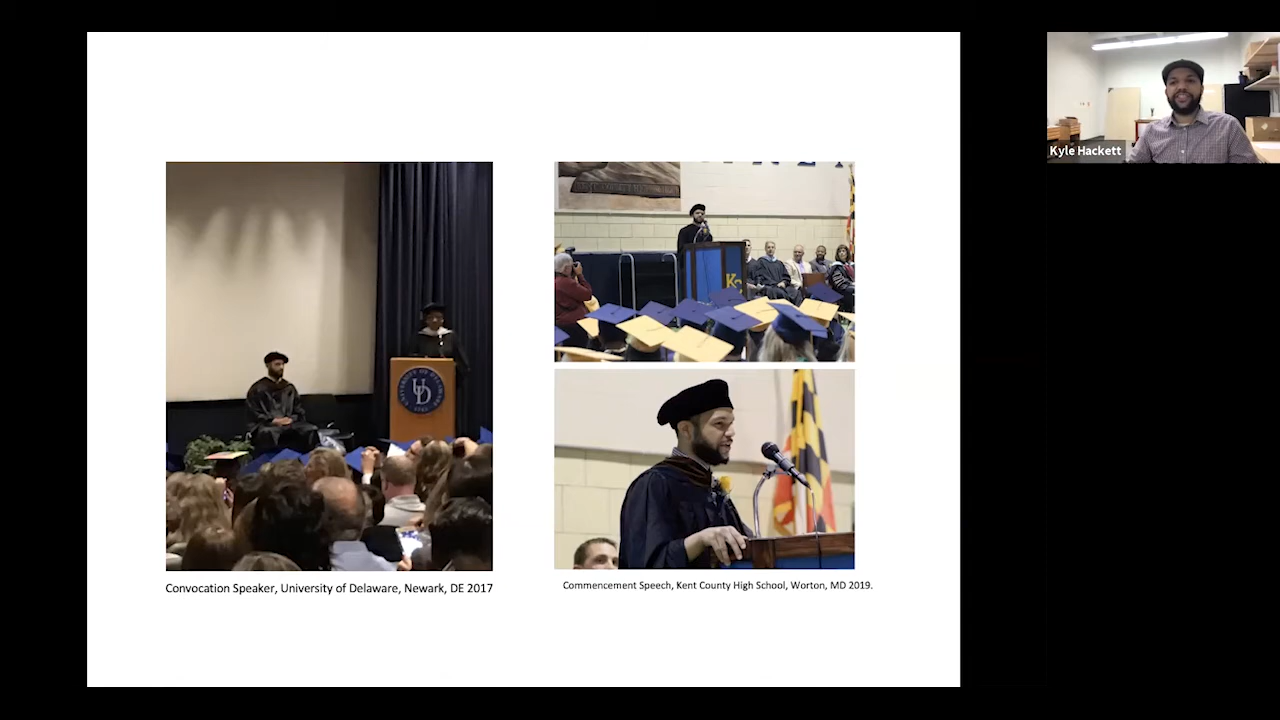 Kyle Hackett
UD
Convocation Speaker, University of Delaware, Newark, DE 2017
Commencement Speech, Kent County High School, Worton, MD 2019.